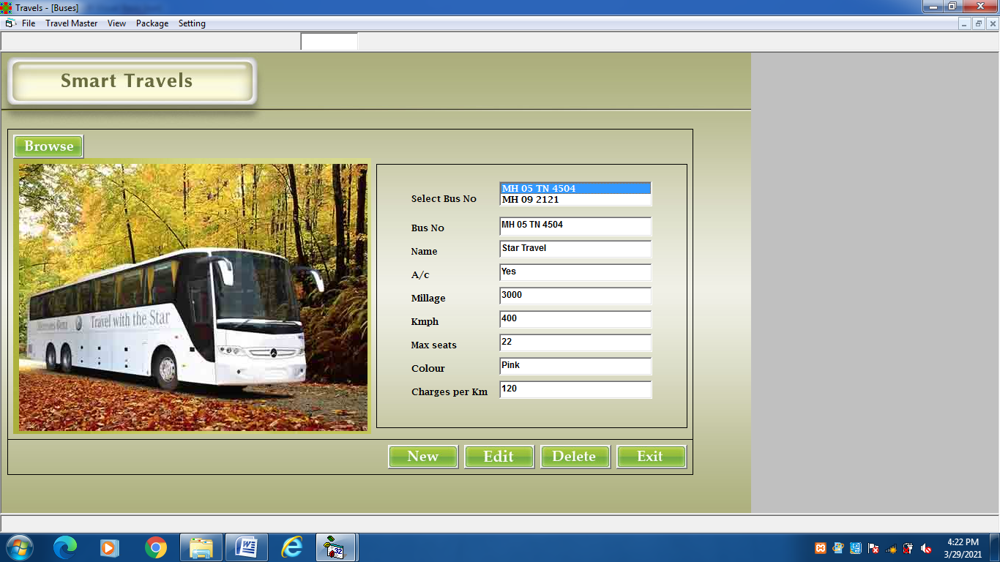 Travels - [Buses]
File Travel Master View Package Setting
Smart Travels
Browse
Travel with the Star
Select Bus No
MH 05 TN 4504
MH 09 2121
Bus No MH 05 TN 4504
Name Star Travel
A/c Yes
Millage 3000
Kmph 400
Max seats 22
Colour Pink
Charges per Km 120
New Edit Delete Exit
32
4:22 PM
3/29/2021